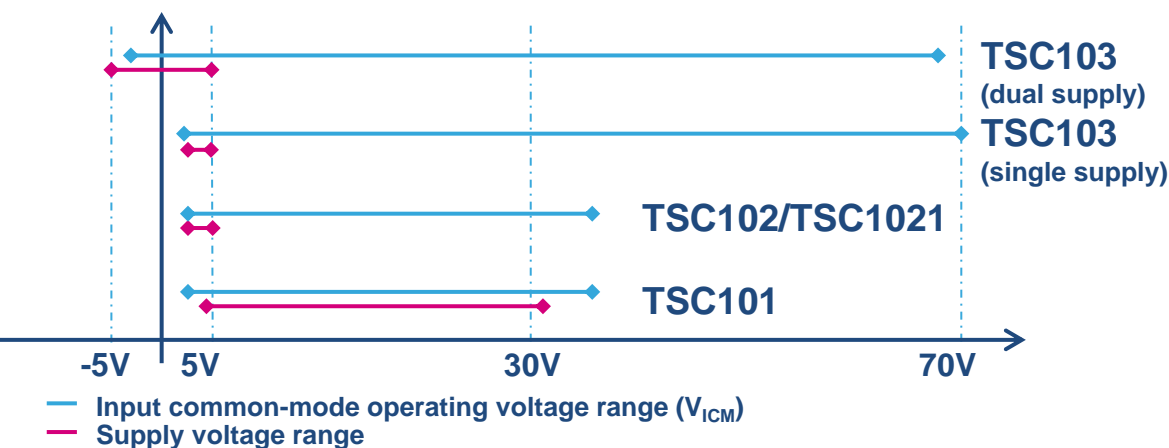 TSC103
(dual supply)
TSC103
(single supply)
TSC102/TSC1021
TSC101
-5V 5V 30V 70V
Input common-mode operating voltage range (VICM)
Supply voltage range